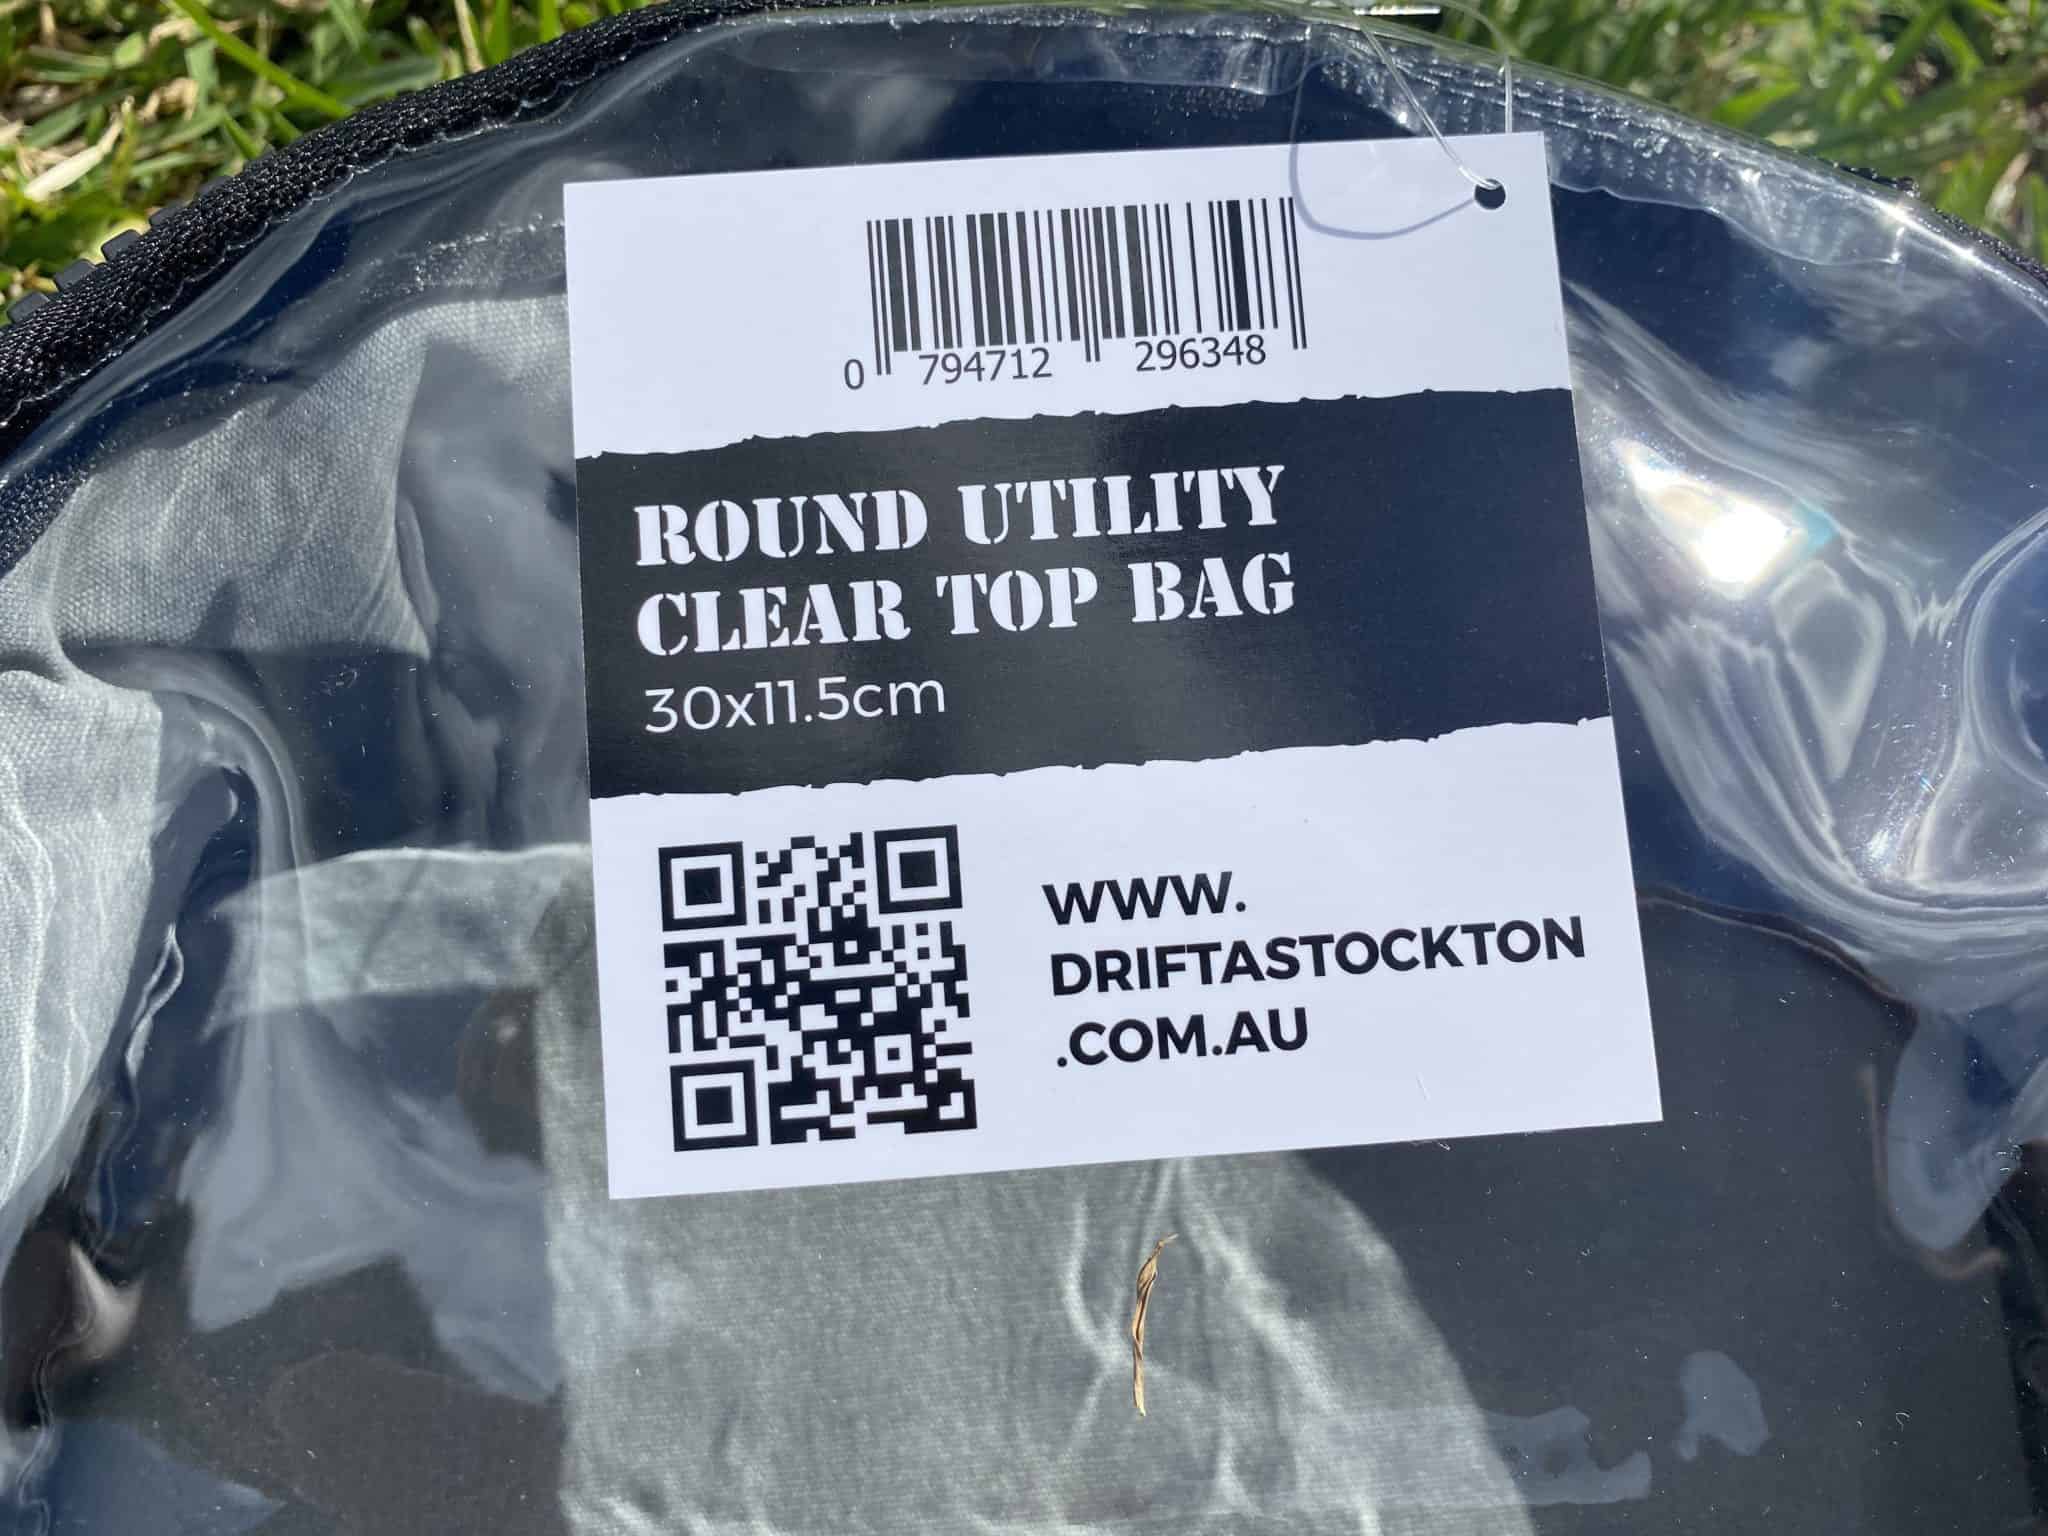 0 794712 296348
ROUND UTILITY
CLEAR TOP BAG
30x11.5cm
WWW.
DRIFTASTOCKTON
.COM.AU